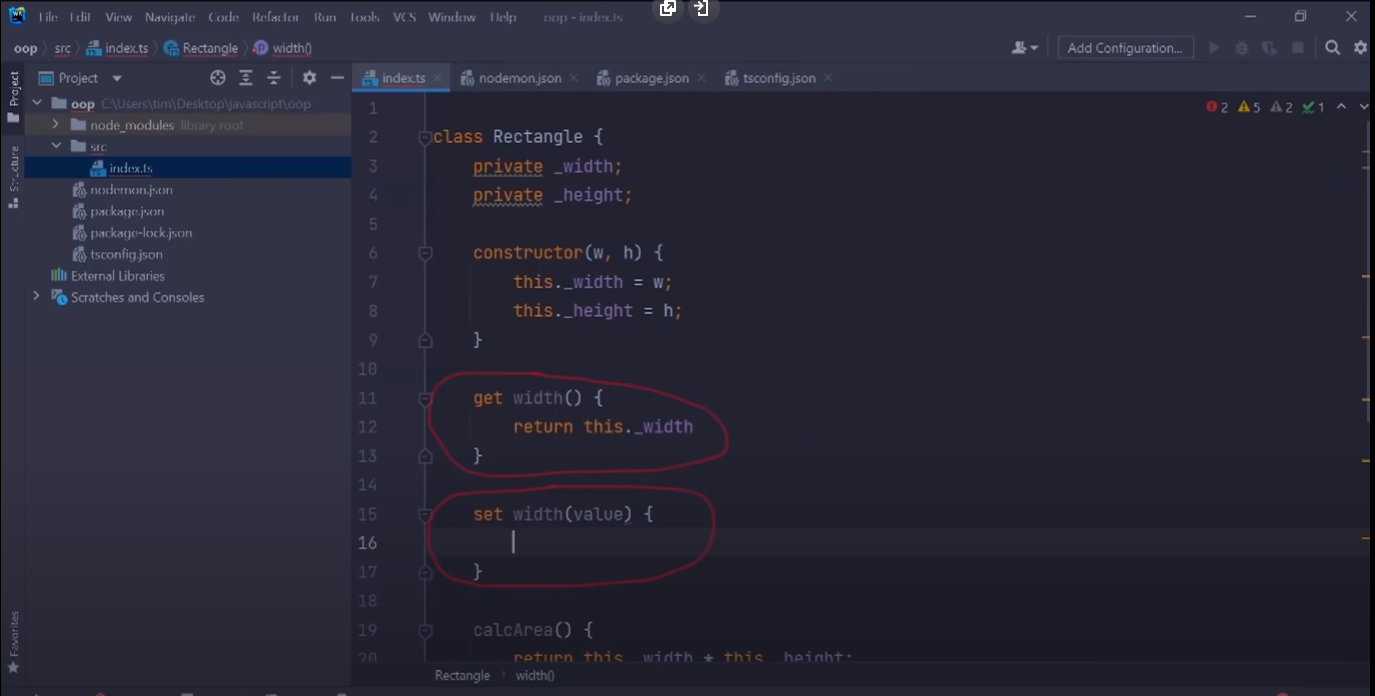 File Edit View Navigate Code Refactor Run Tools VCS Window Help oop - index.ts
oop src index.ts Rectangle width() Add Configuration...
Project
Structure
Favorites
Project
oop C:\Users\tim\Desktop\javascript\oop
node_modules library root
src
index.ts
nodemon.json
package.json
package-lock.json
tsconfig.json
External Libraries
Scratches and Consoles
index.ts nodemon.json package.json tsconfig.json
2 5 2 1
1
2 class Rectangle {
3 private _width;
4 private _height;
5
6 constructor(w, h) {
7 this._width = w;
8 this._height = h;
9 }
10
11 get width() {
12 return this._width
13 }
14
15 set width(value) {
16
17 }
18
19 calcArea() {
20 return this._width * this._height;
Rectangle width()